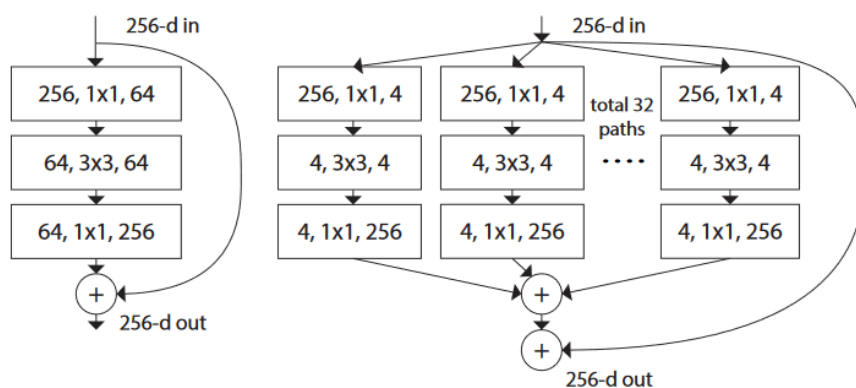 256-d in
256, 1x1, 64
64, 3x3, 64
64, 1x1, 256
+
256-d out
256-d in
256, 1x1, 4
256, 1x1, 4
total 32
paths
....
256, 1x1, 4
4, 3x3, 4
4, 3x3, 4
4, 3x3, 4
4, 1x1, 256
4, 1x1, 256
4, 1x1, 256
+
+
256-d out